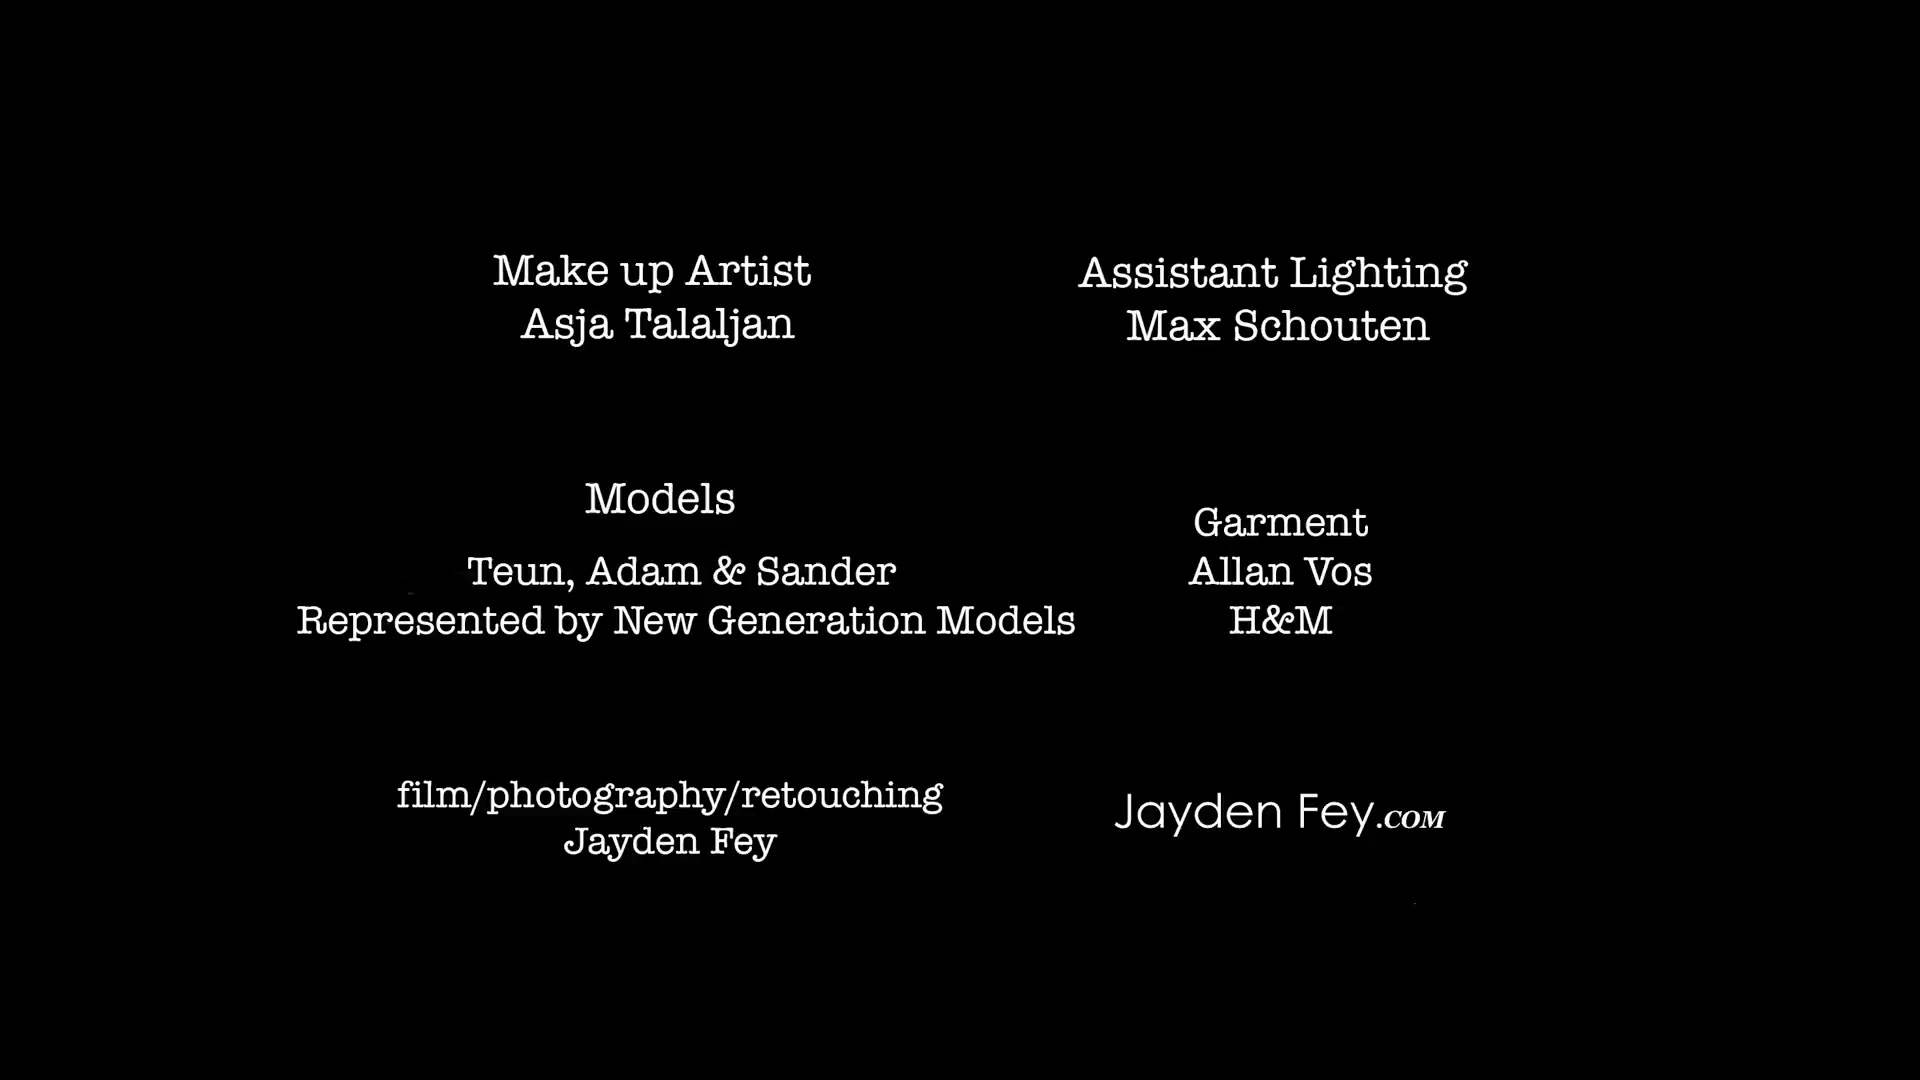 Make up Artist
Asja Talaljan
Assistant Lighting
Max Schouten
Models
Teun, Adam & Sander
Represented by New Generation Models
Garment
Allan Vos
H&M
film/photography/retouching
Jayden Fey
Jayden Fey.COM